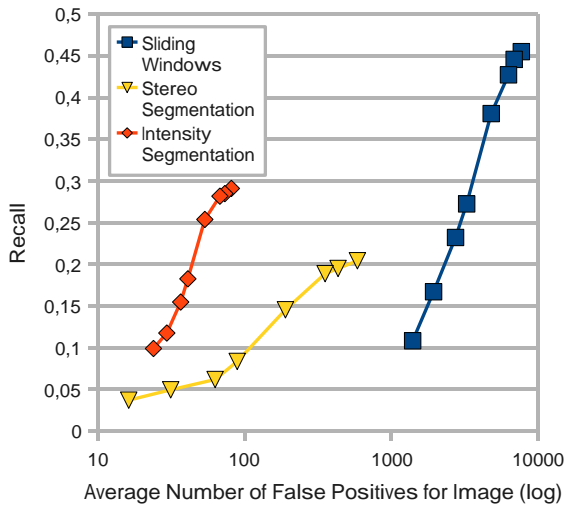 0,5
0,45
0,4
0,35
0,3
0,25
0,2
0,15
0,1
0,05
0
Recall
Sliding
Windows
Stereo
Segmentation
Intensity
Segmentation
10 100 1000 10000
Average Number of False Positives for Image (log)